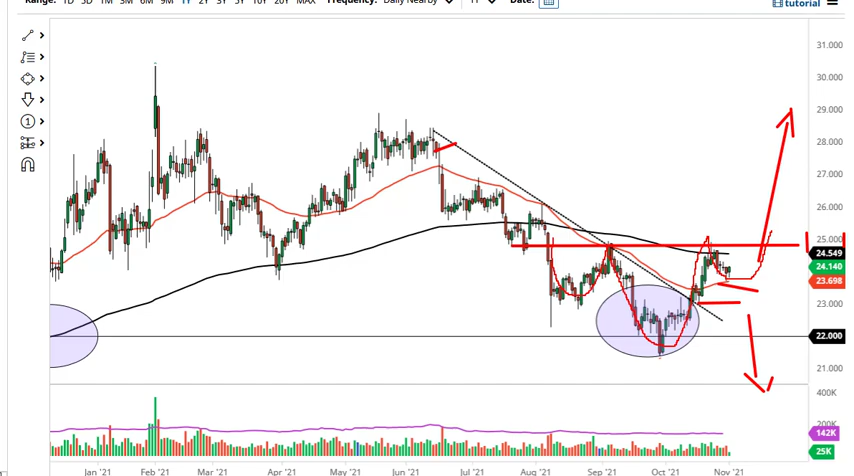 Range: 1D 5D 1M 3M 6M 9M 1Y 2Y 3Y 5Y 10Y 20Y MAX Frequency: Daily Nearby Date:
tutorial
31.000
30.000
29.000
28.000
27.000
26.000
25.000
24.549
24.140
23.698
23.000
22.000
21.000
400K
142K
25K
Jan '21 Feb '21 Mar '21 Apr '21 May '21 Jun '21 Jul '21 Aug '21 Sep '21 Oct '21 Nov '21